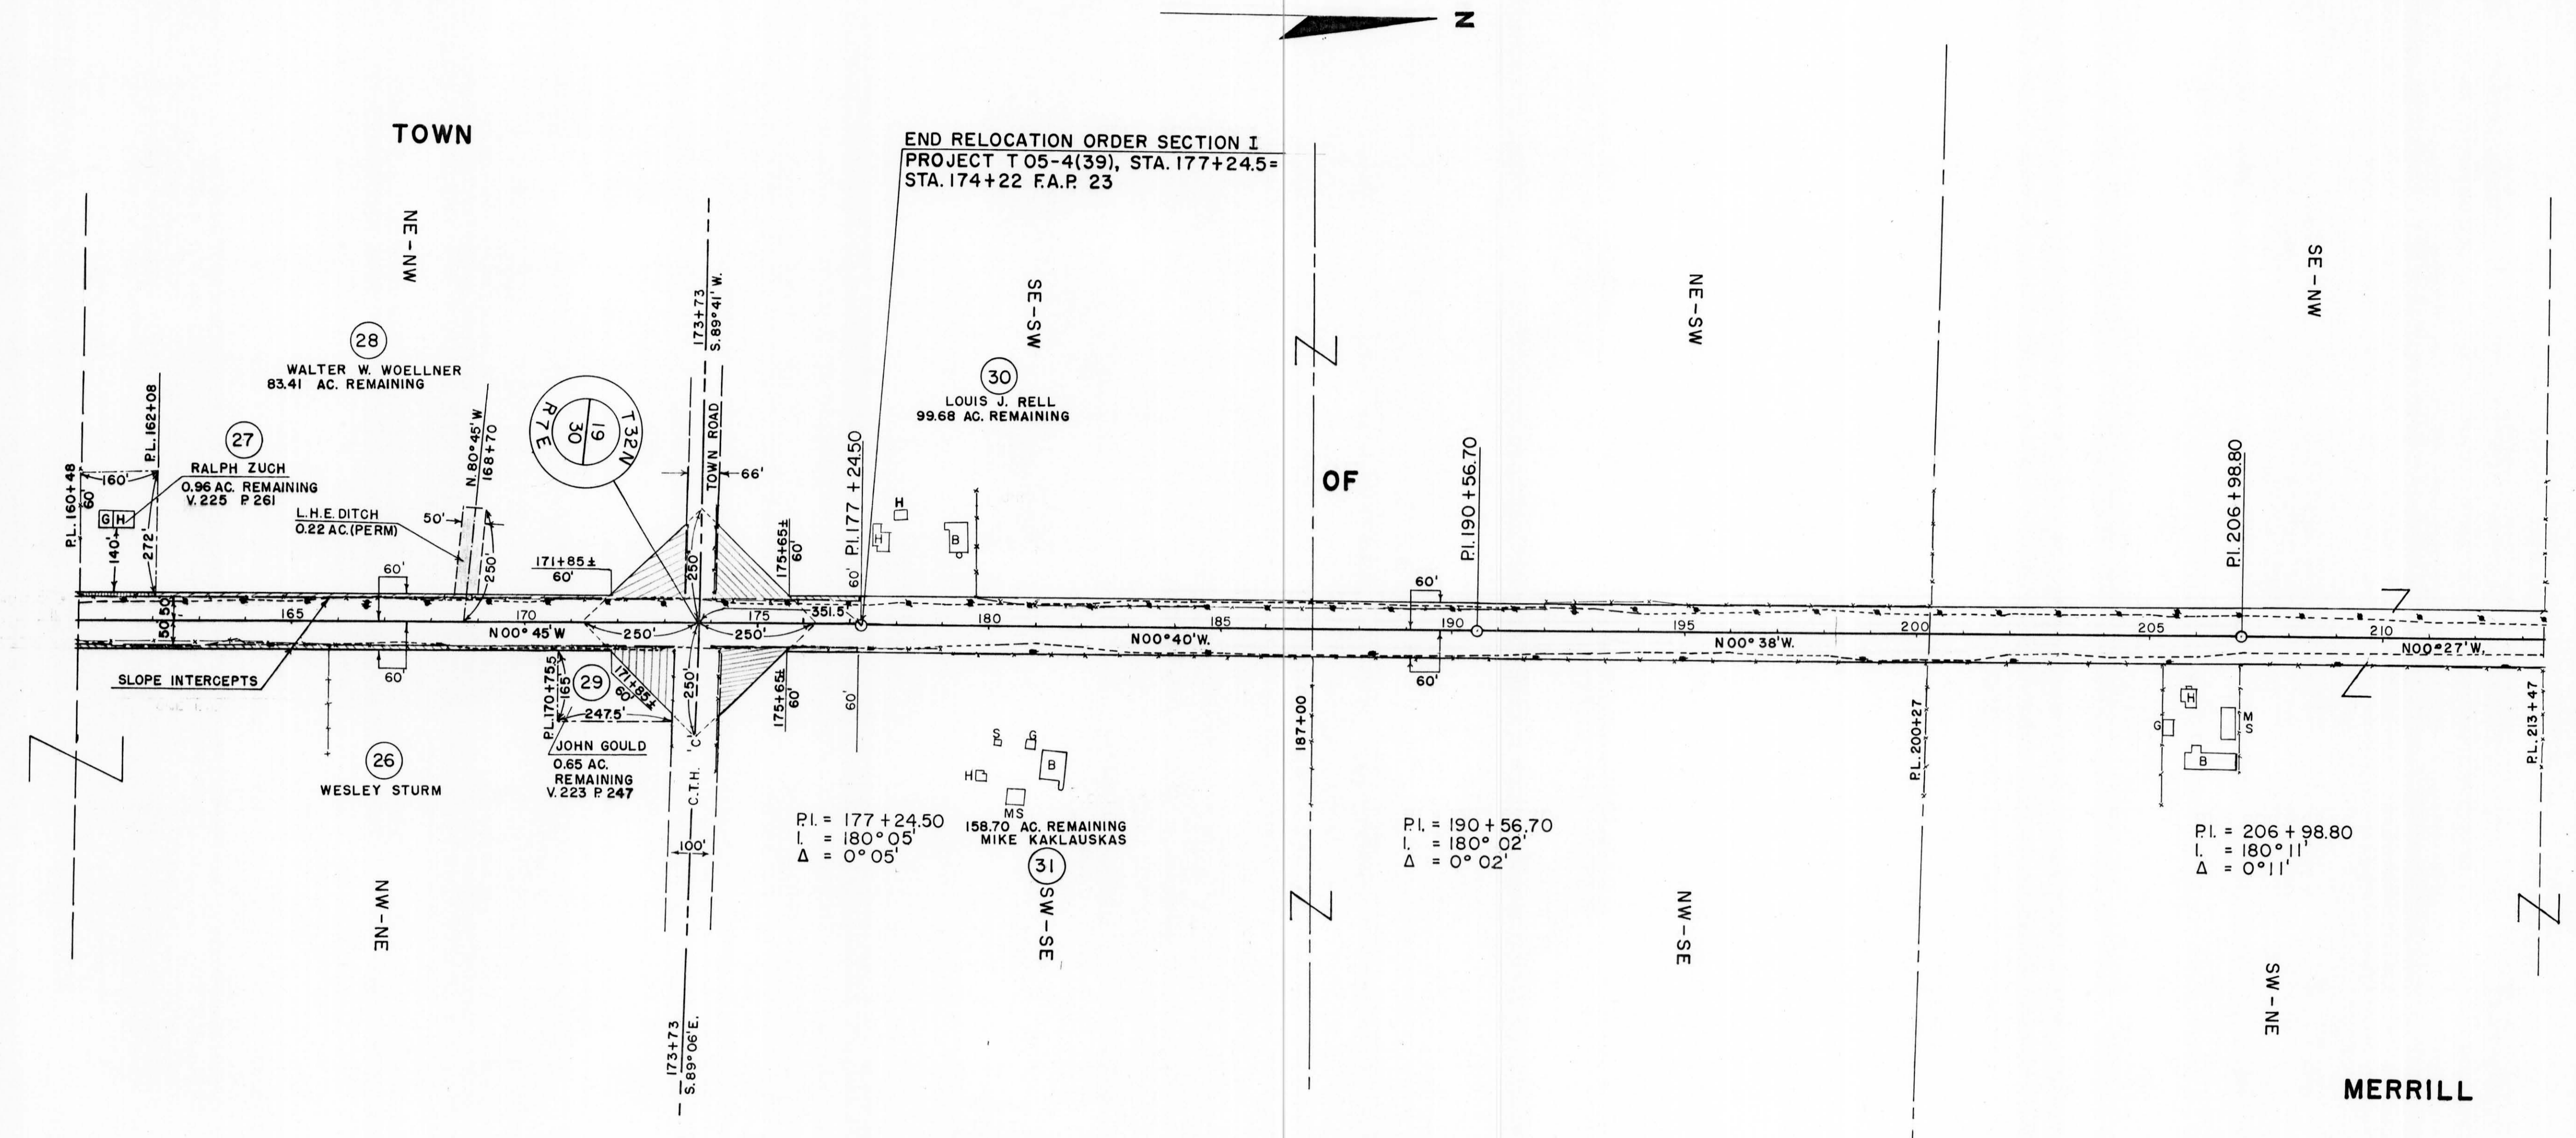 N
TOWN
OF
MERRILL
END RELOCATION ORDER SECTION I
PROJECT T 05-4(39), STA. 177+24.5=
STA. 174+22 F.A.P. 23
NE-NW
SE-SW
NE-SW
SE-NW
173+73
S.89°41' W.
TOWN ROAD
66'
28
WALTER W. WOELLNER
83.41 AC. REMAINING
27
RALPH ZUCH
0.96 AC. REMAINING
V. 225 P. 261
P.L. 160+48
60'
160'
P.L. 162+08
G H
140'
272'
L.H.E. DITCH
0.22 AC.(PERM)
N.80°45'W
168+70
50'
250'
T 32 N
R 7 E
19
30
30
LOUIS J. RELL
99.68 AC. REMAINING
171+85±
60'
250'
175+65±
60'
60' P.I. 177 + 24.50
H
H
B
P.I. 190 + 56.70
P.I. 206 + 98.80
60'
60'
50'
50'
165
170
175
351.5'
180
185
190
195
200
205
210
N00°45'W
250'
250'
N00°40'W.
N00°38'W.
N00°27'W.
60'
60'
SLOPE INTERCEPTS
P.L. 170+75.5
165'
29
247.5'
171+85±
60'
250'
175+65±
60'
60'
JOHN GOULD
0.65 AC.
REMAINING
V. 223 P. 247
26
WESLEY STURM
C.T.H. 'C'
100'
173+73
S.89°06'E.
S
G
H
B
MS
158.70 AC. REMAINING
MIKE KAKLAUSKAS
31
P.I. = 177 + 24.50
I. = 180° 05'
Δ = 0° 05'
187+00
P.I. = 190 + 56.70
I. = 180° 02'
Δ = 0° 02'
P.L. 200+27
H
G
M
S
B
P.L. 213+47
P.I. = 206 + 98.80
I. = 180° 11'
Δ = 0° 11'
NW-NE
SW-SE
NW-SE
SW-NE